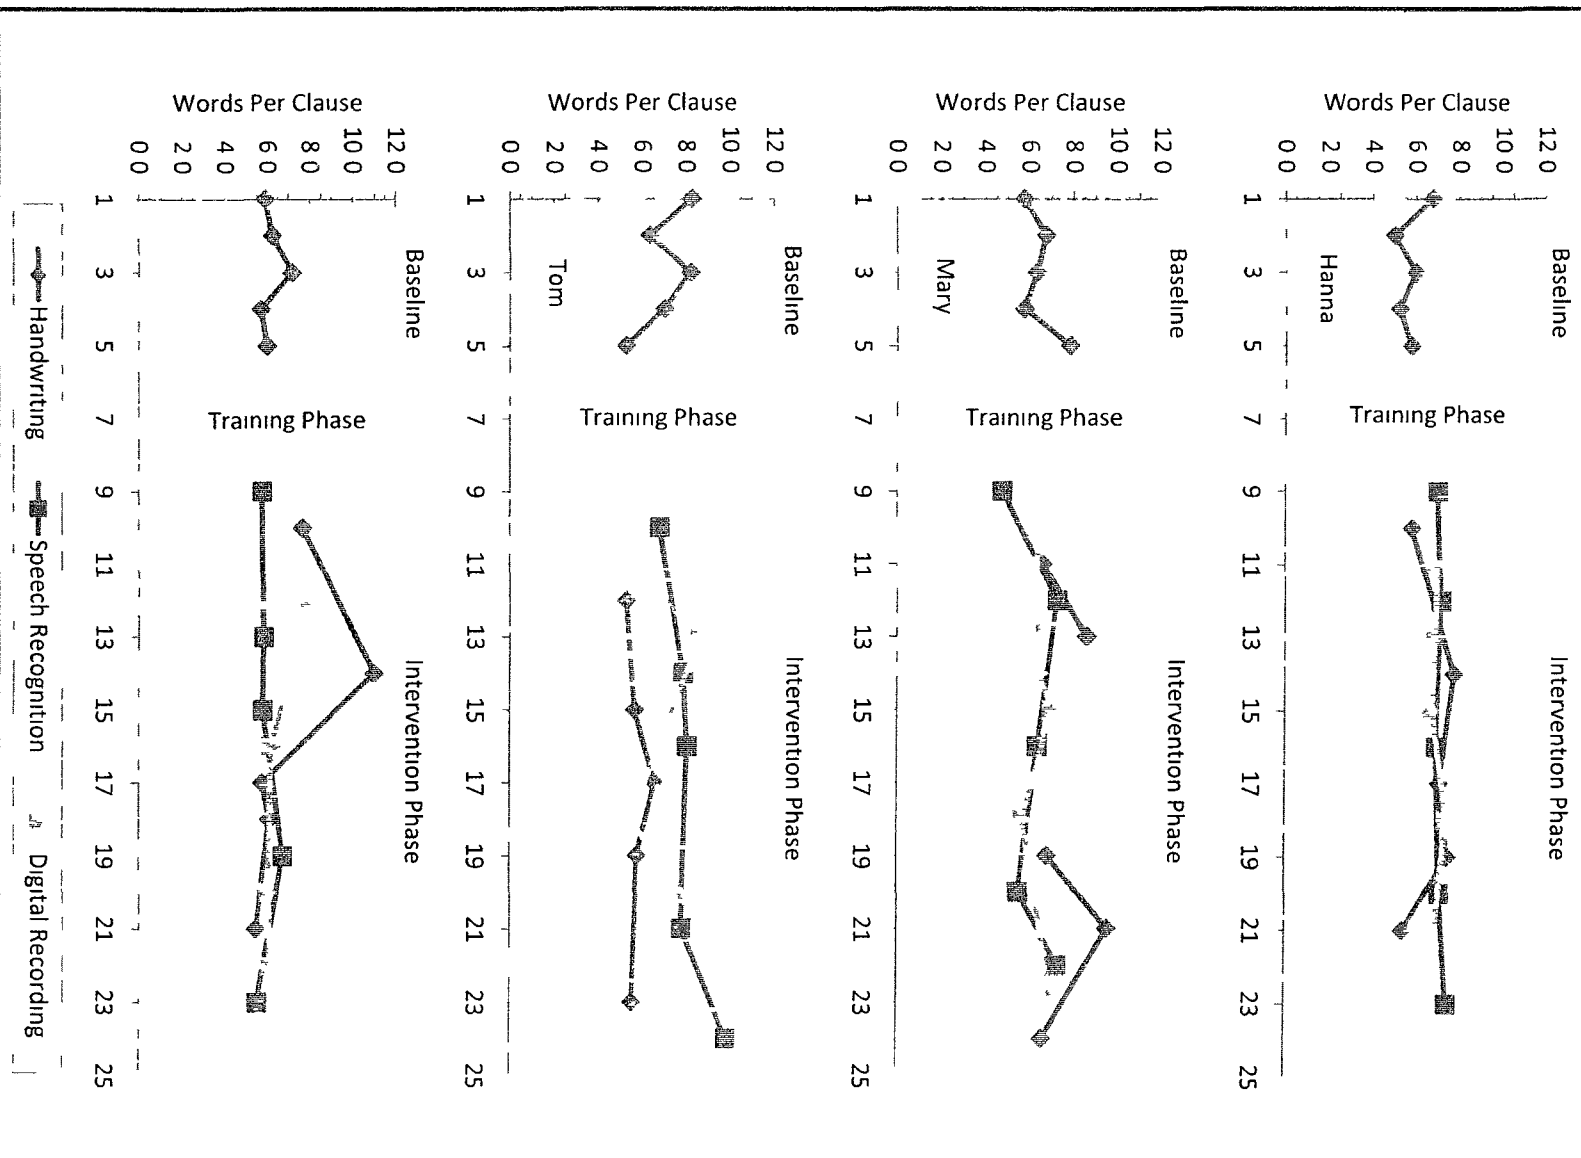 Baseline Intervention Phase
Words Per Clause
12 0
10 0
8 0
6 0
4 0
2 0
0 0
Training Phase
Hanna
1 3 5 7 9 11 13 15 17 19 21 23 25
Baseline Intervention Phase
Words Per Clause
12 0
10 0
8 0
6 0
4 0
2 0
0 0
Training Phase
Mary
1 3 5 7 9 11 13 15 17 19 21 23 25
Baseline Intervention Phase
Words Per Clause
12 0
10 0
8 0
6 0
4 0
2 0
0 0
Training Phase
Tom
1 3 5 7 9 11 13 15 17 19 21 23 25
Baseline Intervention Phase
Words Per Clause
12 0
10 0
8 0
6 0
4 0
2 0
0 0
Training Phase
1 3 5 7 9 11 13 15 17 19 21 23 25
Handwriting Speech Recognition Digital Recording